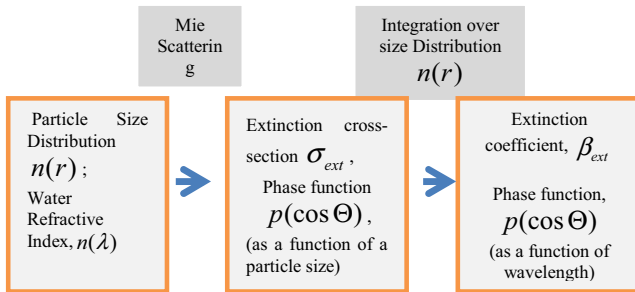 Mie
Scatterin
g
Integration over
size Distribution
n(r)
Particle Size
Distribution
n(r) ;
Water
Refractive
Index, n(λ)
Extinction cross-
section σ_ext ,
Phase function
p(cos Θ) ,
(as a function of a
particle size)
Extinction
coefficient, β_ext
Phase function,
p(cos Θ)
(as a function of
wavelength)